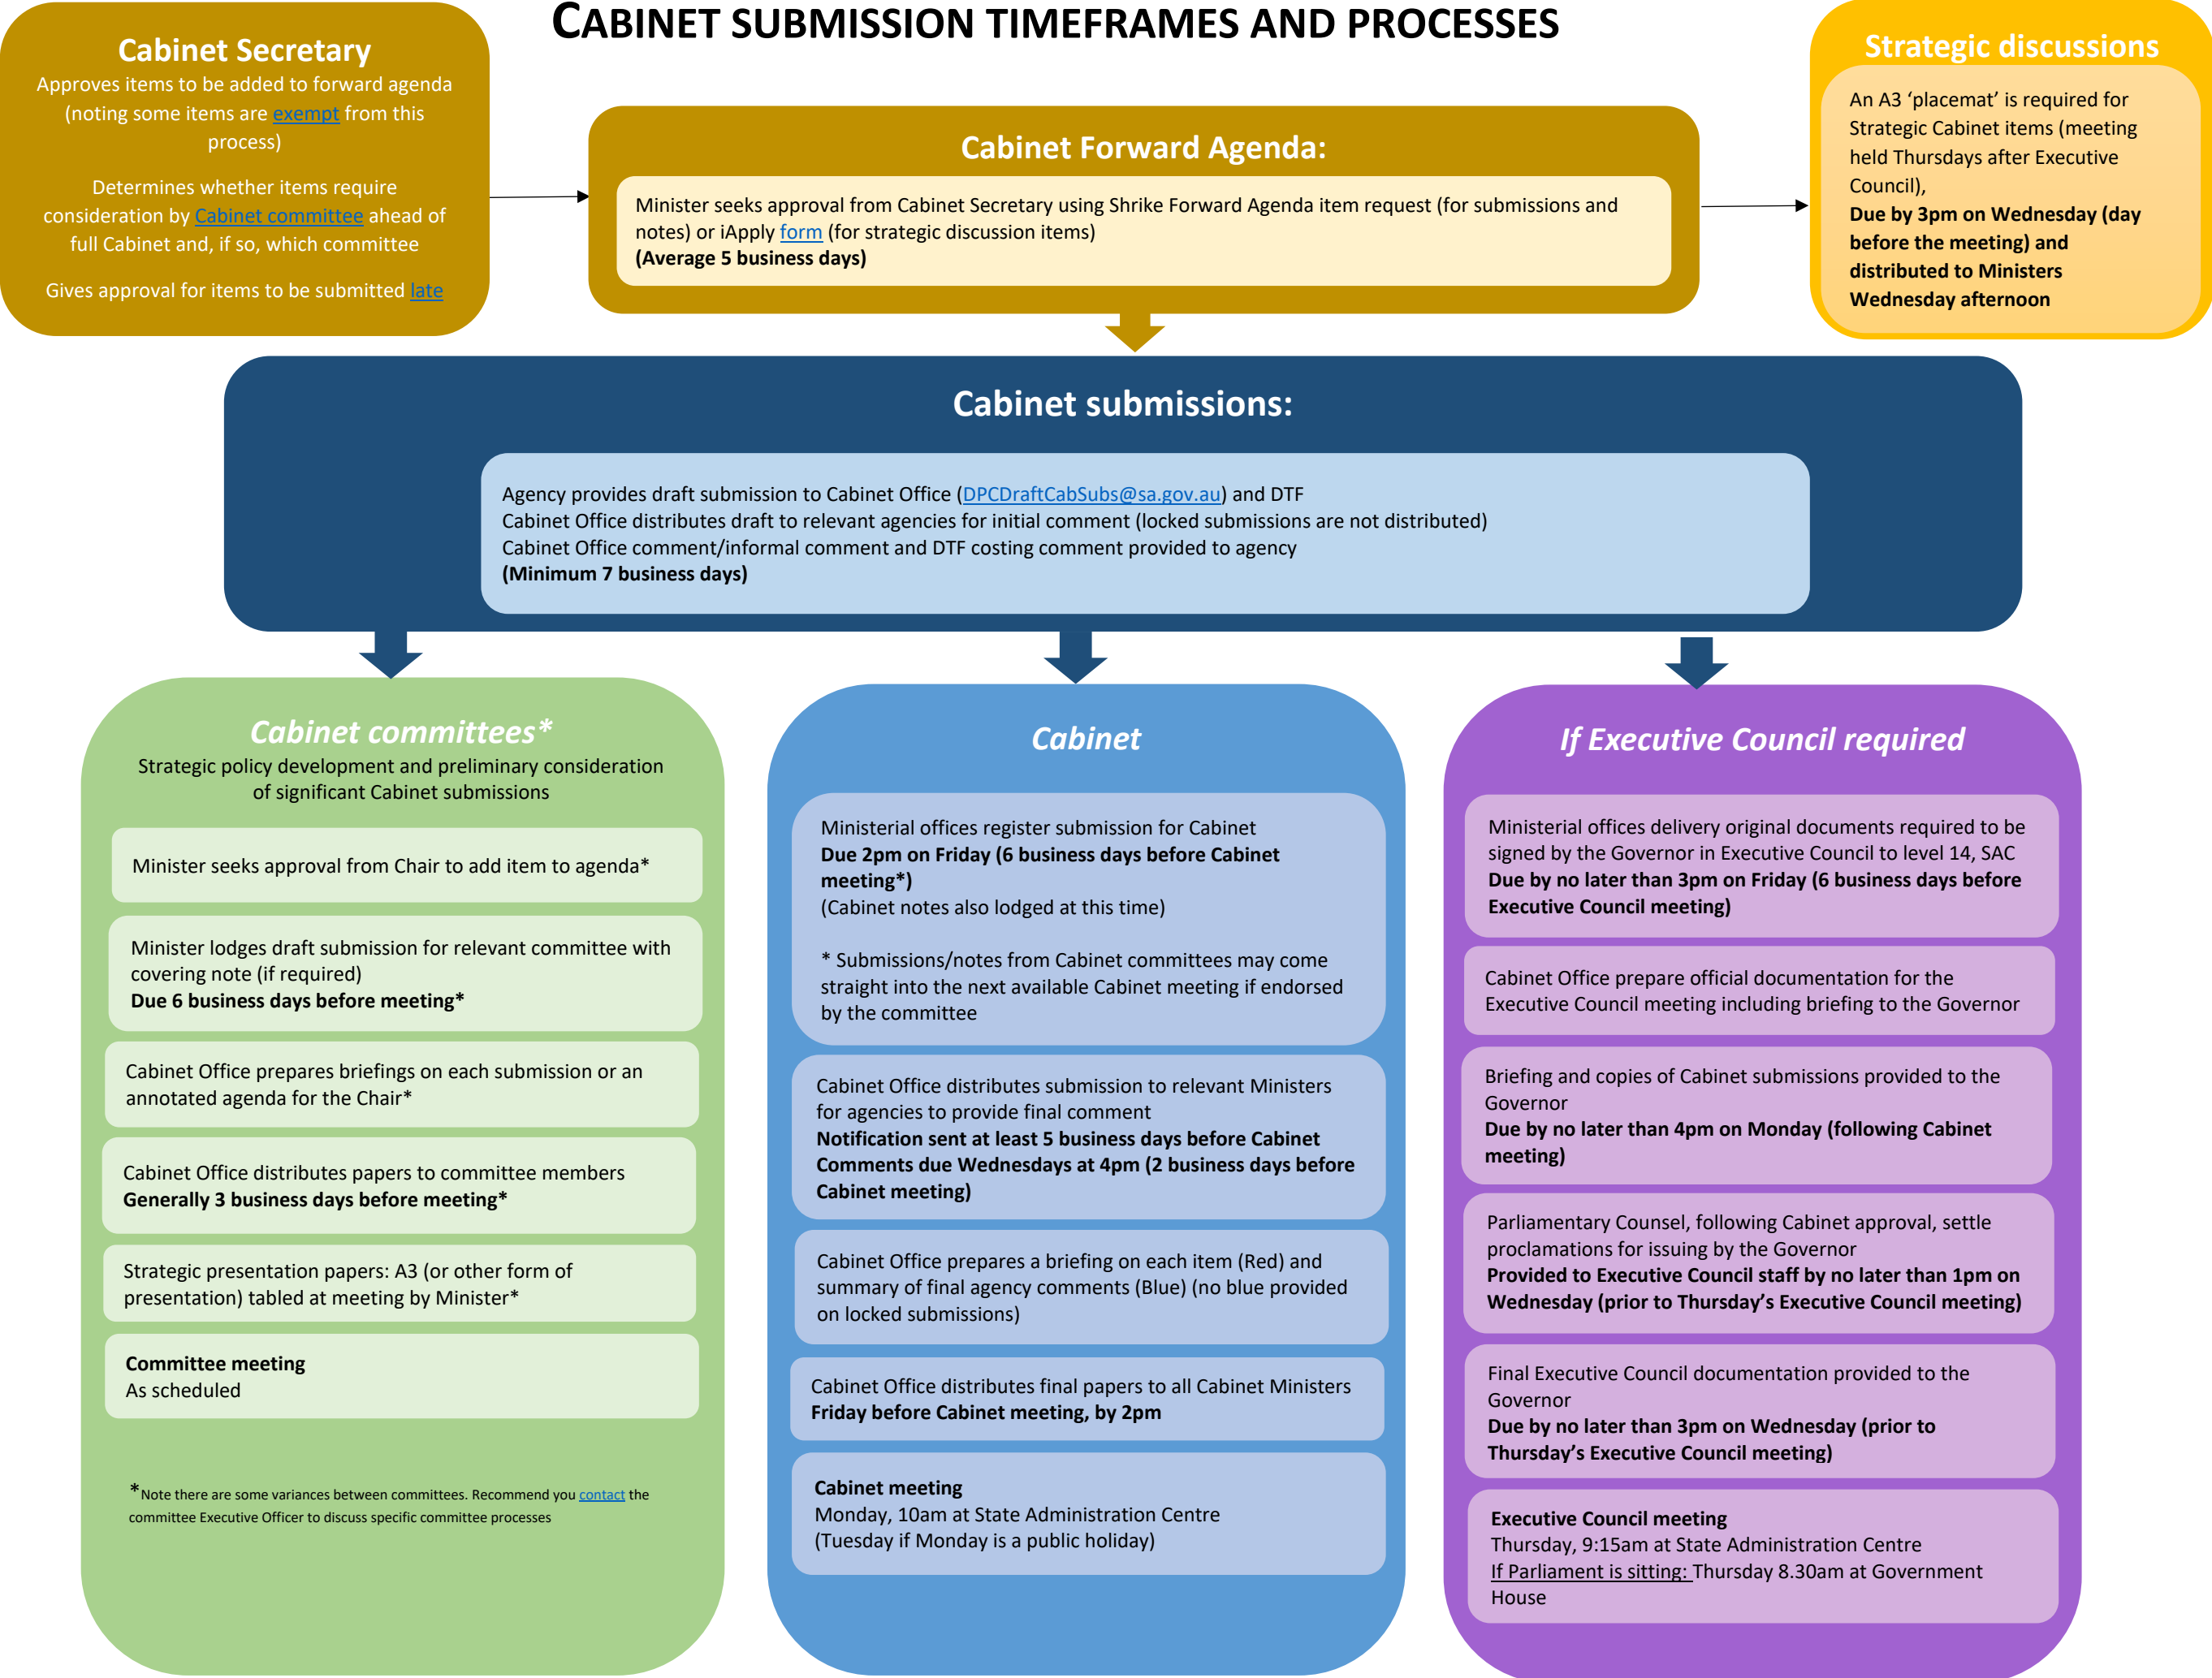 CABINET SUBMISSION TIMEFRAMES AND PROCESSES
Cabinet Secretary
Approves items to be added to forward agenda
(noting some items are exempt from this
process)
Determines whether items require
consideration by Cabinet committee ahead of
full Cabinet and, if so, which committee
Gives approval for items to be submitted late
Cabinet Forward Agenda:
Minister seeks approval from Cabinet Secretary using Shrike Forward Agenda item request (for submissions and
notes) or iApply form (for strategic discussion items)
(Average 5 business days)
Strategic discussions
An A3 ‘placemat’ is required for
Strategic Cabinet items (meeting
held Thursdays after Executive
Council),
Due by 3pm on Wednesday (day
before the meeting) and
distributed to Ministers
Wednesday afternoon
Cabinet submissions:
Agency provides draft submission to Cabinet Office (DPCDraftCabSubs@sa.gov.au) and DTF
Cabinet Office distributes draft to relevant agencies for initial comment (locked submissions are not distributed)
Cabinet Office comment/informal comment and DTF costing comment provided to agency
(Minimum 7 business days)
Cabinet committees*
Strategic policy development and preliminary consideration
of significant Cabinet submissions
Minister seeks approval from Chair to add item to agenda*
Minister lodges draft submission for relevant committee with
covering note (if required)
Due 6 business days before meeting*
Cabinet Office prepares briefings on each submission or an
annotated agenda for the Chair*
Cabinet Office distributes papers to committee members
Generally 3 business days before meeting*
Strategic presentation papers: A3 (or other form of
presentation) tabled at meeting by Minister*
Committee meeting
As scheduled
*Note there are some variances between committees. Recommend you contact the
committee Executive Officer to discuss specific committee processes
Cabinet
Ministerial offices register submission for Cabinet
Due 2pm on Friday (6 business days before Cabinet
meeting*)
(Cabinet notes also lodged at this time)
* Submissions/notes from Cabinet committees may come
straight into the next available Cabinet meeting if endorsed
by the committee
Cabinet Office distributes submission to relevant Ministers
for agencies to provide final comment
Notification sent at least 5 business days before Cabinet
Comments due Wednesdays at 4pm (2 business days before
Cabinet meeting)
Cabinet Office prepares a briefing on each item (Red) and
summary of final agency comments (Blue) (no blue provided
on locked submissions)
Cabinet Office distributes final papers to all Cabinet Ministers
Friday before Cabinet meeting, by 2pm
Cabinet meeting
Monday, 10am at State Administration Centre
(Tuesday if Monday is a public holiday)
If Executive Council required
Ministerial offices delivery original documents required to be
signed by the Governor in Executive Council to level 14, SAC
Due by no later than 3pm on Friday (6 business days before
Executive Council meeting)
Cabinet Office prepare official documentation for the
Executive Council meeting including briefing to the Governor
Briefing and copies of Cabinet submissions provided to the
Governor
Due by no later than 4pm on Monday (following Cabinet
meeting)
Parliamentary Counsel, following Cabinet approval, settle
proclamations for issuing by the Governor
Provided to Executive Council staff by no later than 1pm on
Wednesday (prior to Thursday’s Executive Council meeting)
Final Executive Council documentation provided to the
Governor
Due by no later than 3pm on Wednesday (prior to
Thursday’s Executive Council meeting)
Executive Council meeting
Thursday, 9:15am at State Administration Centre
If Parliament is sitting: Thursday 8.30am at Government
House